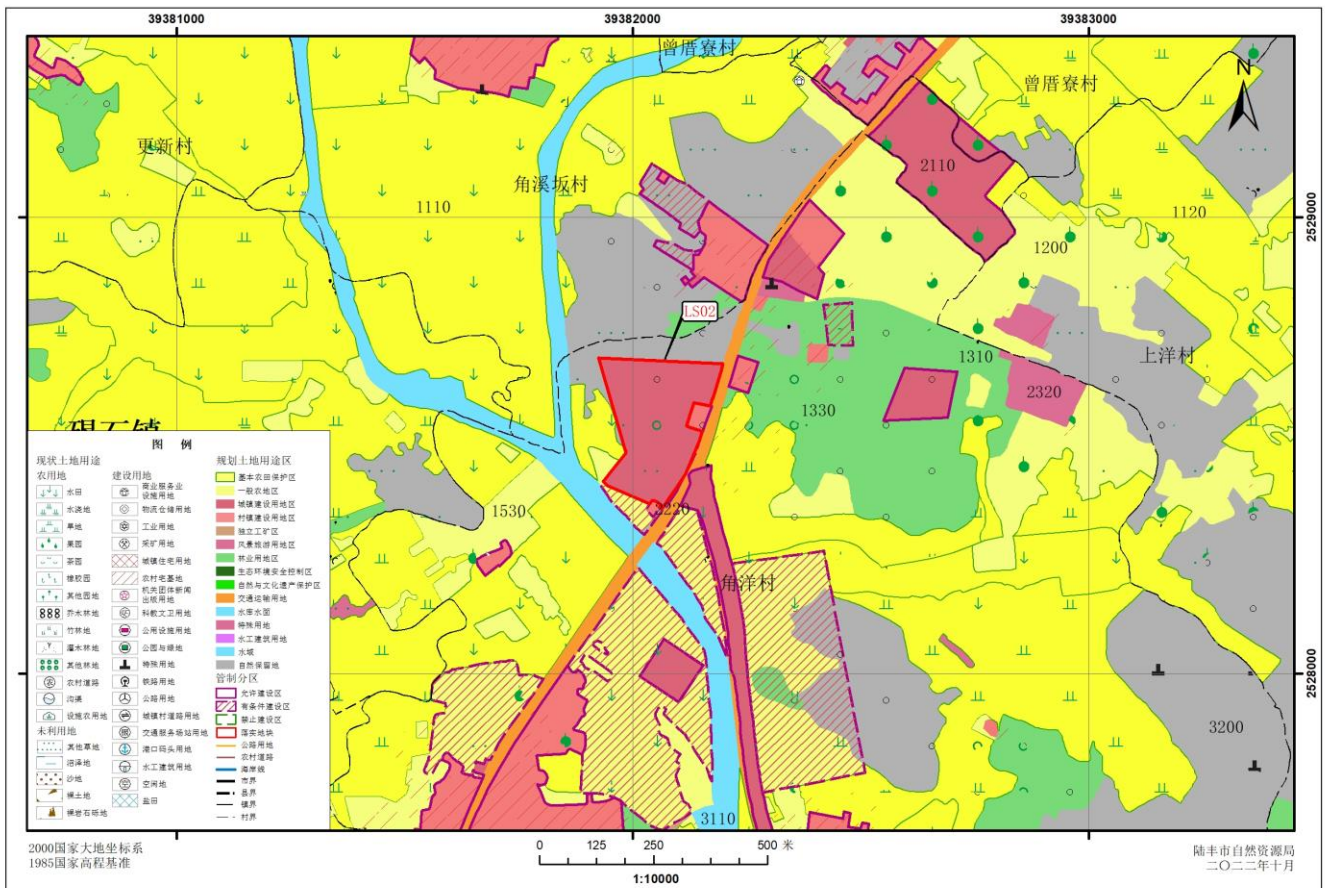 39381000
39382000
39383000
曾厝寮村
曾厝寮村
N
更新村
2110
角溪坂村
1110
1120
2529000
1200
LS02
1310
上洋村
2320
1330
碣石镇
1530
2220
角洋村
2528000
3200
3110
图 例
现状土地用途
农用地
水田
水浇地
旱地
果园
茶园
橡胶园
其他园地
乔木林地
竹林地
灌木林地
其他林地
农村道路
沟渠
设施农用地
未利用地
其他草地
沼泽地
沙地
裸土地
裸岩石砾地
建设用地
商业服务业
设施用地
物流仓储用地
工业用地
采矿用地
城镇住宅用地
农村宅基地
机关团体新闻
出版用地
科教文卫用地
公用设施用地
公园与绿地
特殊用地
铁路用地
公路用地
城镇村道路用地
交通服务场站用地
港口码头用地
水工建筑用地
空闲地
盐田
规划土地用途区
基本农田保护区
一般农地区
城镇建设用地区
村镇建设用地区
独立工矿区
风景旅游用地区
林业用地区
生态环境安全控制区
自然与文化遗产保护区
交通运输用地
水库水面
特殊用地
水工建筑用地
水域
自然保留地
管制分区
允许建设区
有条件建设区
禁止建设区
落实地块
公路用地
农村道路
海岸线
市界
县界
镇界
村界
2000国家大地坐标系
1985国家高程基准
0 125 250 500 米
1:10000
陆丰市自然资源局
二〇二二年十月